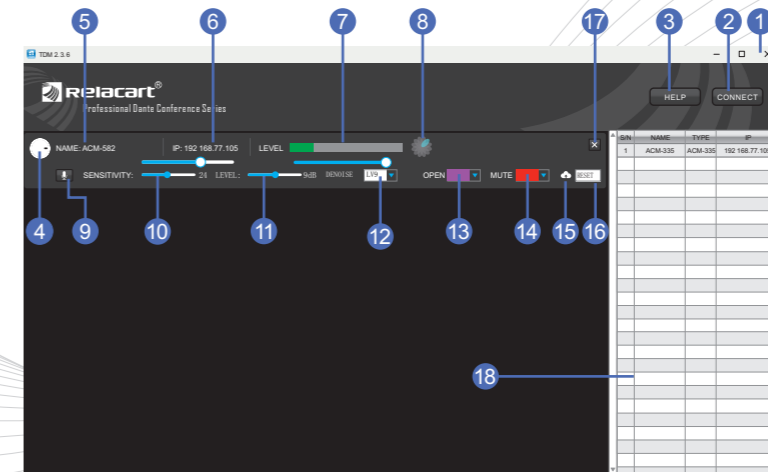 5 6 7 8 17 3 2 1
TDM 2.3.6
Relacart®
Professional Dante Conference Series
HELP CONNECT
NAME: ACM-582 IP: 192 168.77.105 LEVEL
SENSITIVITY: 24 LEVEL: 9dB DENOISE LV9 OPEN MUTE RESET
S/N NAME TYPE IP
1 ACM-335 ACM-335 192 168.77.105
4 9 10 11 12 13 14 15 16
18